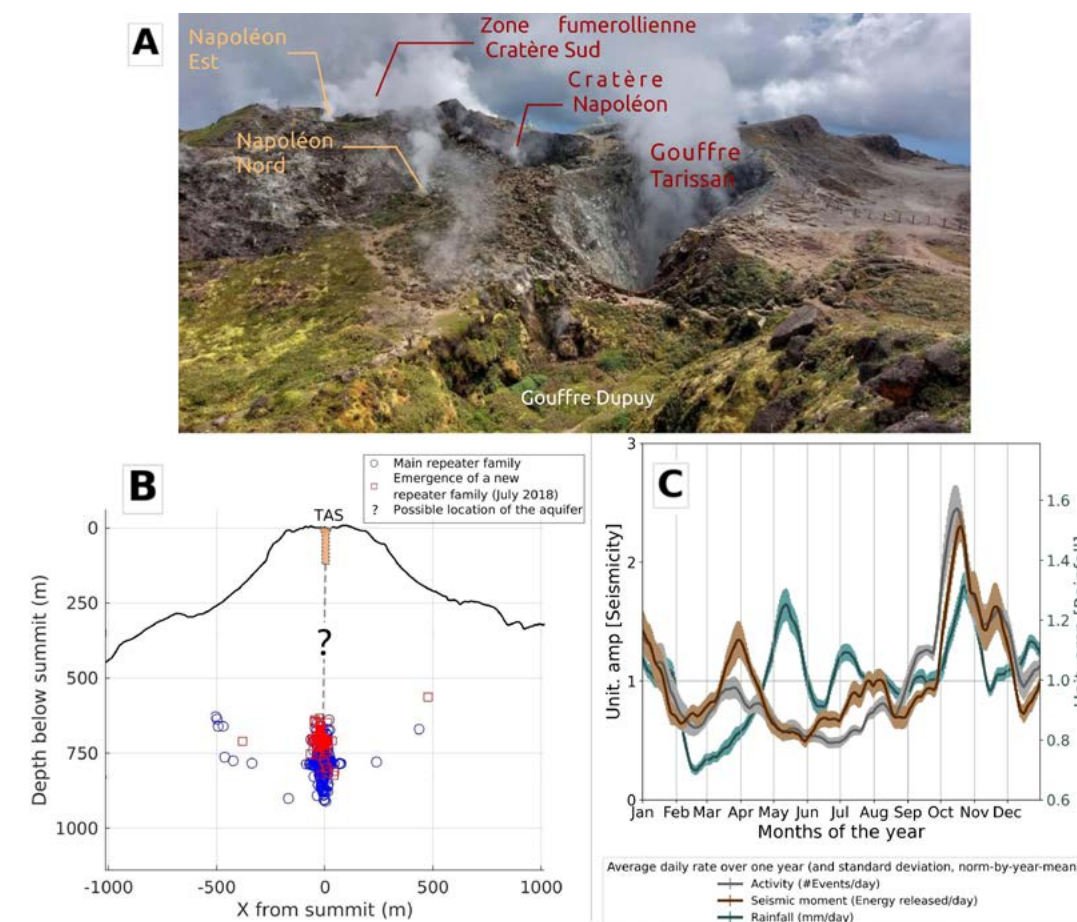 A
Napoléon
Est
Zone fumerollienne
Cratère Sud
Cratère
Napoléon
Napoléon
Nord
Gouffre
Tarissan
Gouffre Dupuy
B
Main repeater family
Emergence of a new
repeater family (July 2018)
? Possible location of the aquifer
TAS
?
0
250
500
750
1000
Depth below summit (m)
-1000 -500 0 500 1000
X from summit (m)
C
3
2
1
0
Unit. amp [Seismicity]
1.6
1.4
1.2
1.0
0.8
0.6
Jan Feb Mar Apr May Jun Jul Aug Sep Oct Nov Dec
Months of the year
Average daily rate over one year (and standard deviation, norm-by-year-mean
Activity (#Events/day)
Seismic moment (Energy released/day)
Rainfall (mm/day)